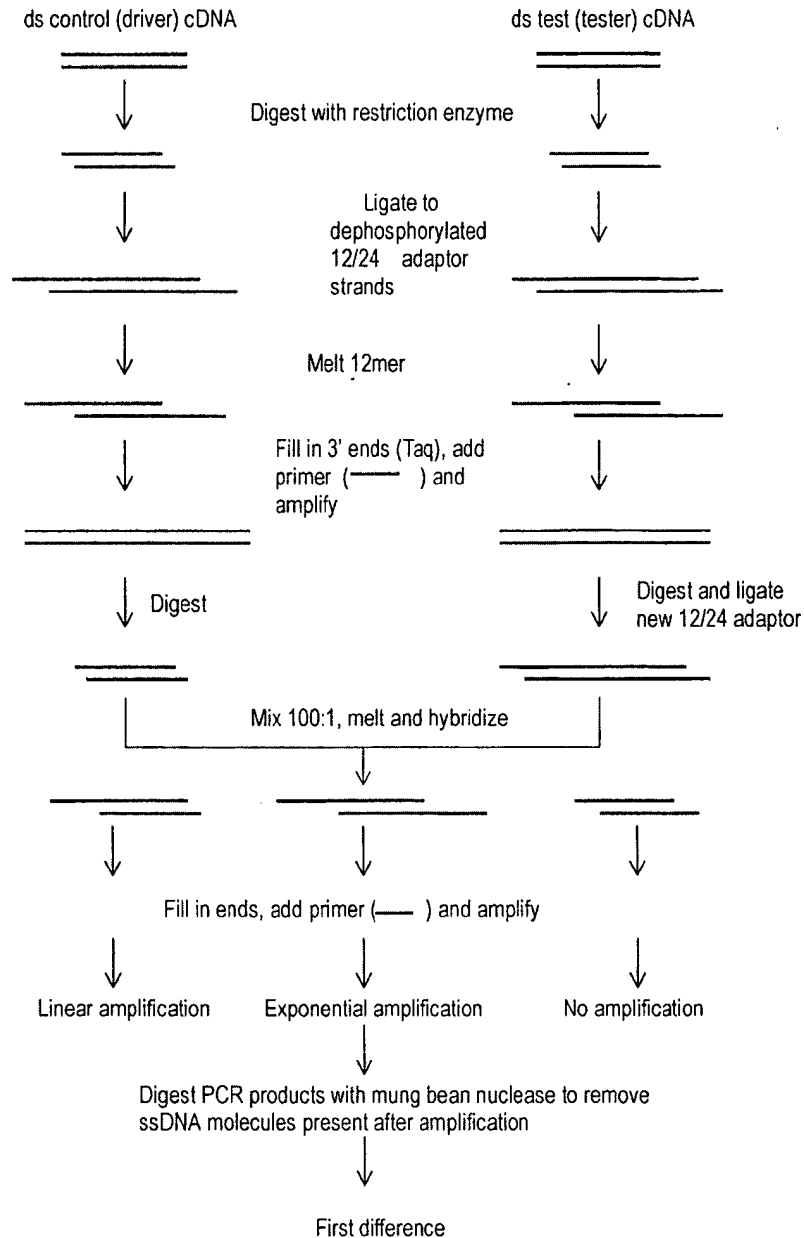 ds control (driver) cDNA
ds test (tester) cDNA
Digest with restriction enzyme
Ligate to
dephosphorylated
12/24 adaptor
strands
Melt 12mer
Fill in 3' ends (Taq), add
primer ( ) and
amplify
Digest
Digest and ligate
new 12/24 adaptor
Mix 100:1, melt and hybridize
Fill in ends, add primer ( ) and amplify
Linear amplification
Exponential amplification
No amplification
Digest PCR products with mung bean nuclease to remove
ssDNA molecules present after amplification
First difference